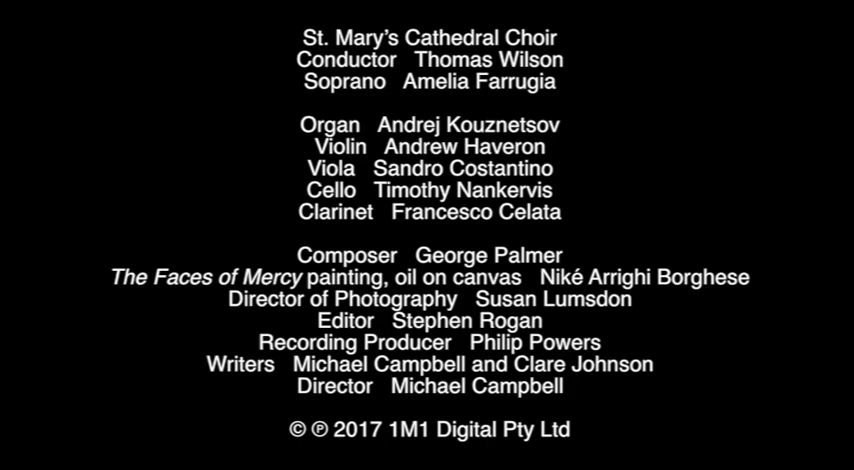 St. Mary's Cathedral Choir
Conductor Thomas Wilson
Soprano Amelia Farrugia
Organ Andrej Kouznetsov
Violin Andrew Haveron
Viola Sandro Costantino
Cello Timothy Nankervis
Clarinet Francesco Celata
Composer George Palmer
The Faces of Mercy painting, oil on canvas Niké Arrighi Borghese
Director of Photography Susan Lumsdon
Editor Stephen Rogan
Recording Producer Philip Powers
Writers Michael Campbell and Clare Johnson
Director Michael Campbell
© ℗ 2017 1M1 Digital Pty Ltd